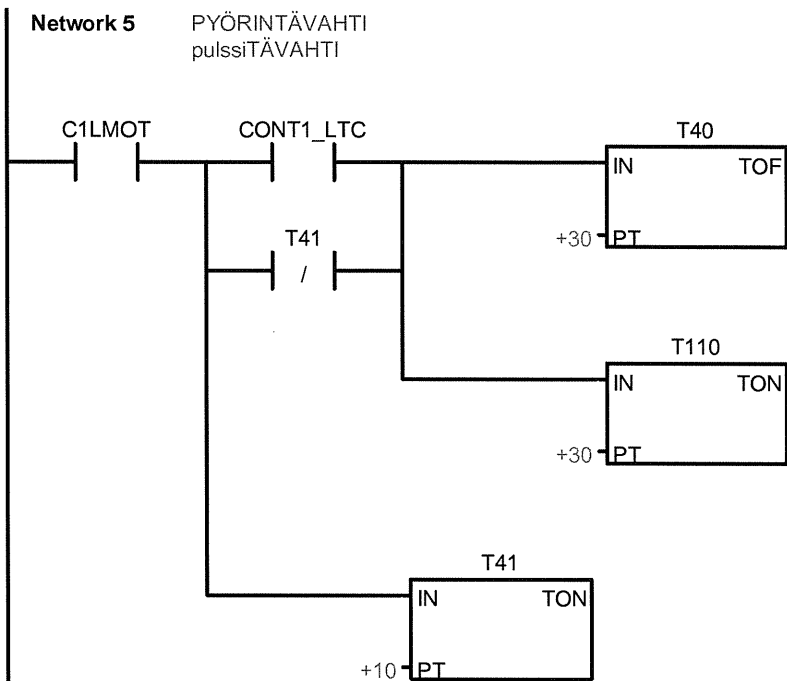 Network 5 PYÖRINTÄVAHTI
pulssiTÄVAHTI
C1LMOT CONT1_LTC T40
IN TOF
+30 PT
T41
/
T110
IN TON
+30 PT
T41
IN TON
+10 PT